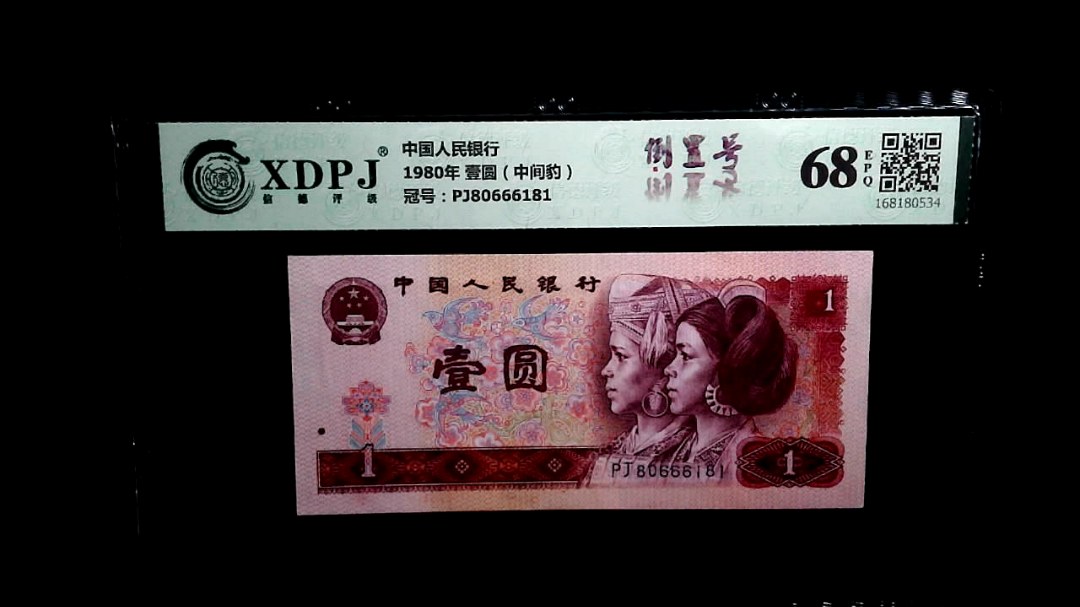 XDPJ®
信德评级
中国人民银行
1980年 壹圆（中间豹）
冠号：PJ80666181
倒置号
68
EPQ
168180534
中国人民银行
1
壹圆
1
PJ80666181
1